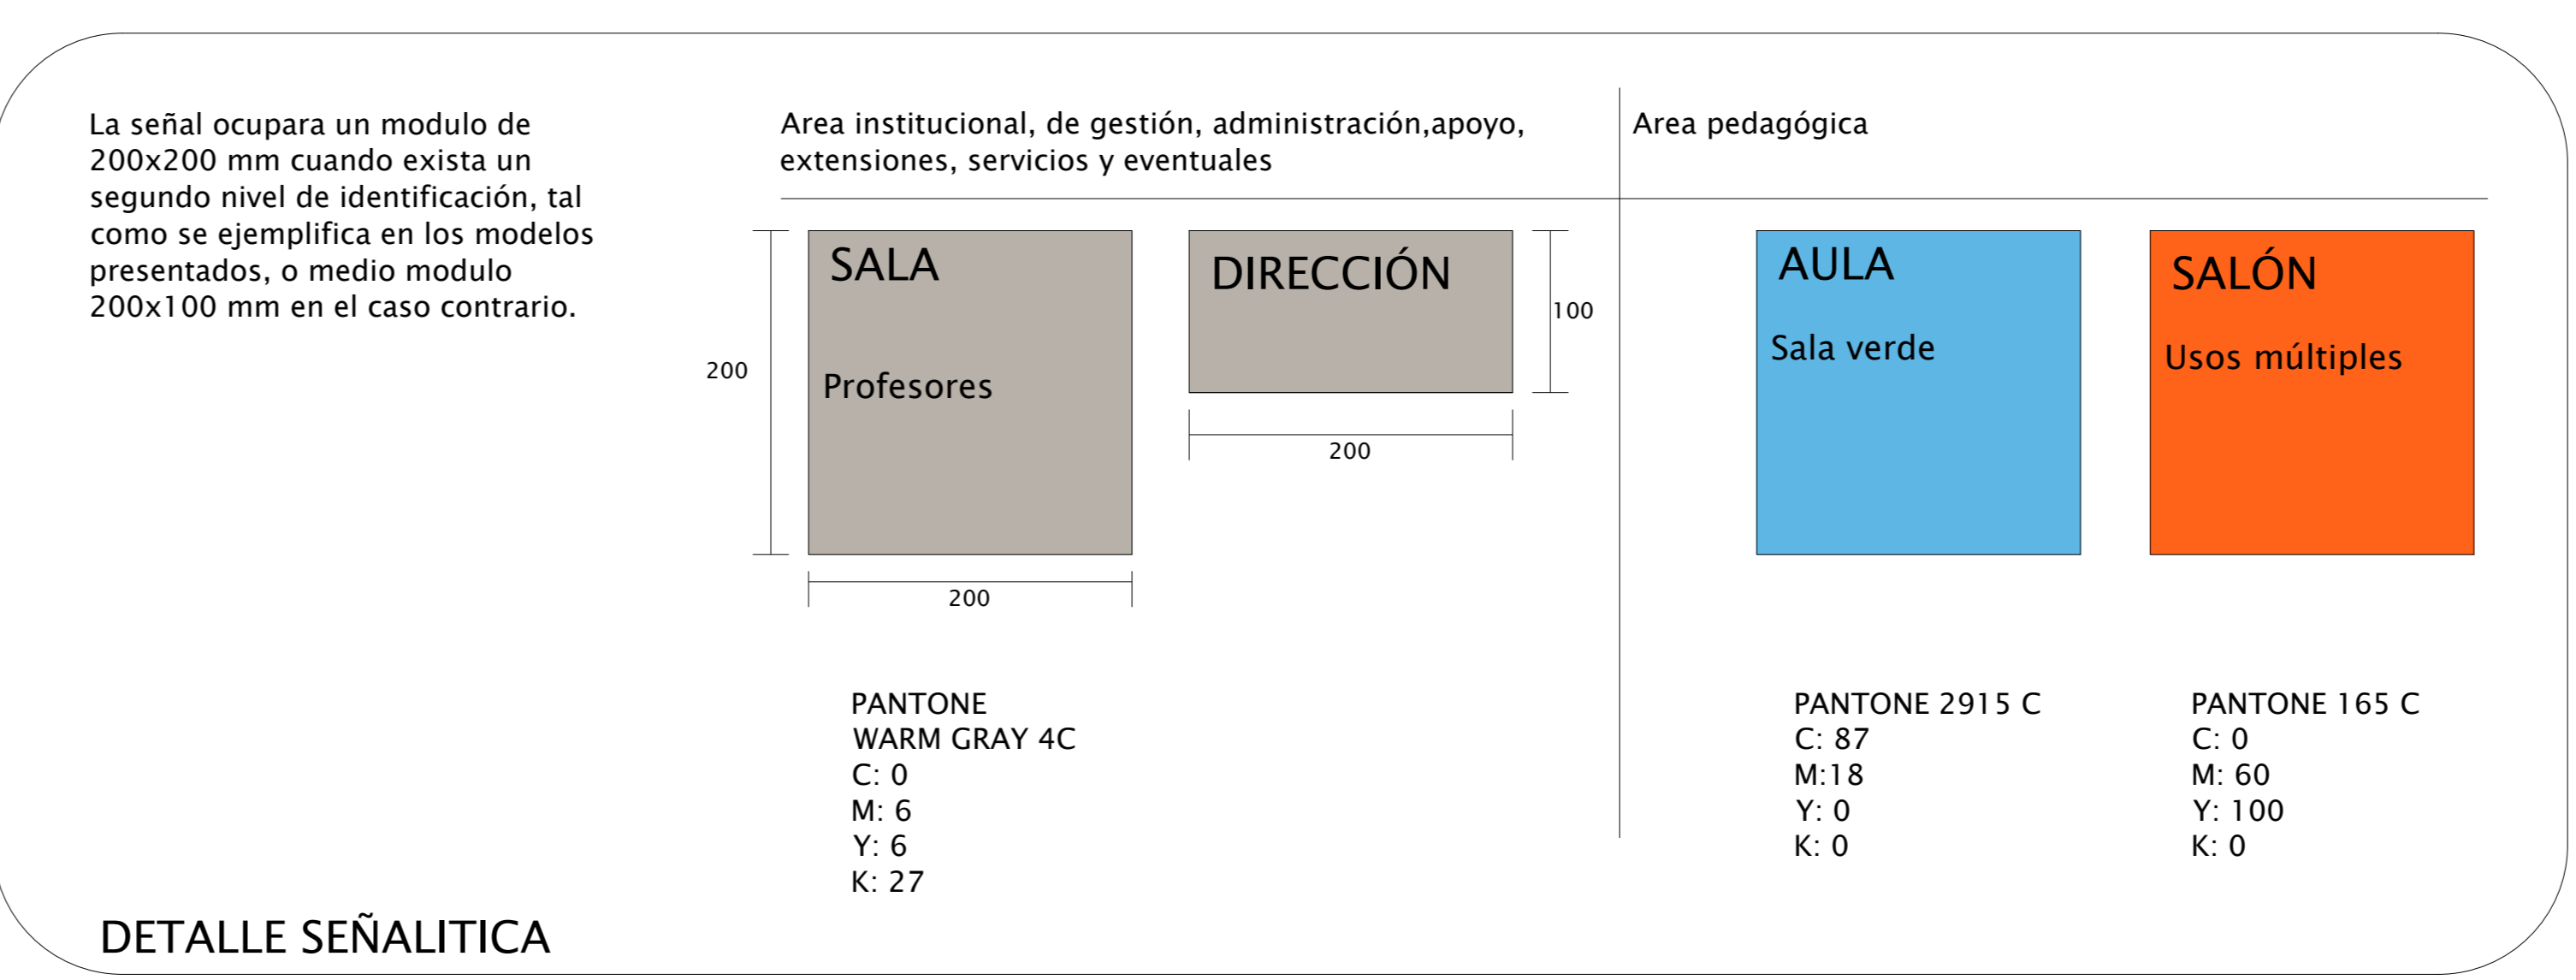 La señal ocupara un modulo de
200x200 mm cuando exista un
segundo nivel de identificación, tal
como se ejemplifica en los modelos
presentados, o medio modulo
200x100 mm en el caso contrario.
Area institucional, de gestión, administración,apoyo,
extensiones, servicios y eventuales
Area pedagógica
SALA
Profesores
200
200
DIRECCIÓN
100
200
AULA
Sala verde
SALÓN
Usos múltiples
PANTONE
WARM GRAY 4C
C: 0
M: 6
Y: 6
K: 27
PANTONE 2915 C
C: 87
M:18
Y: 0
K: 0
PANTONE 165 C
C: 0
M: 60
Y: 100
K: 0
DETALLE SEÑALITICA